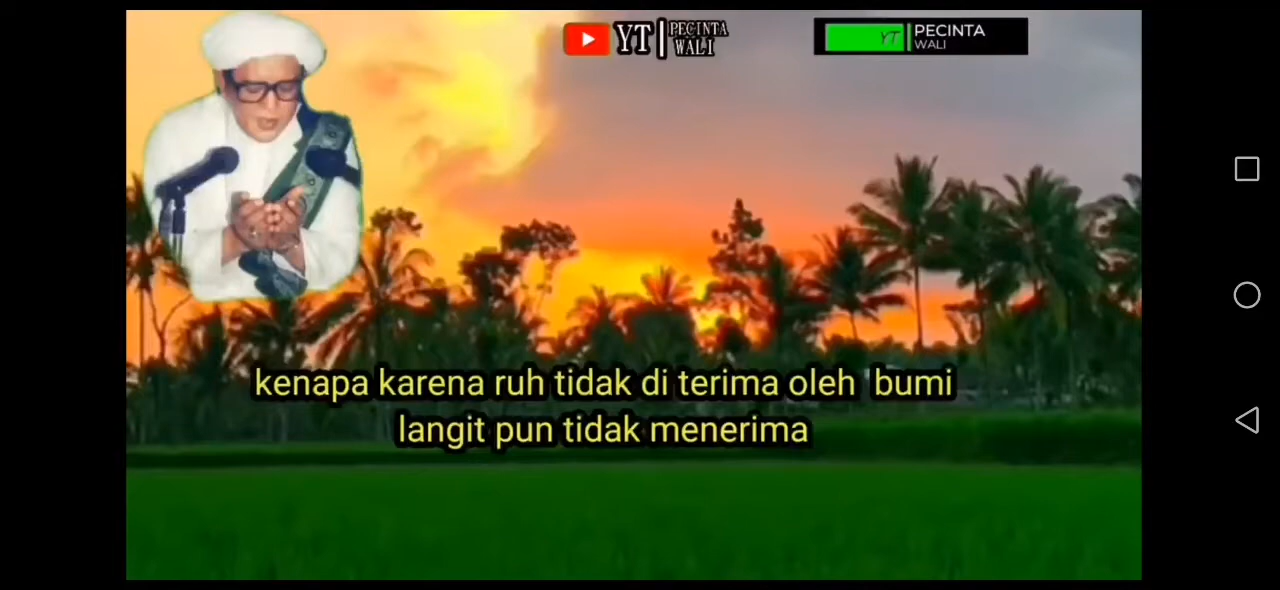 YT PECINTA
WALI
YT PECINTA
WALI
kenapa karena ruh tidak di terima oleh bumi
langit pun tidak menerima